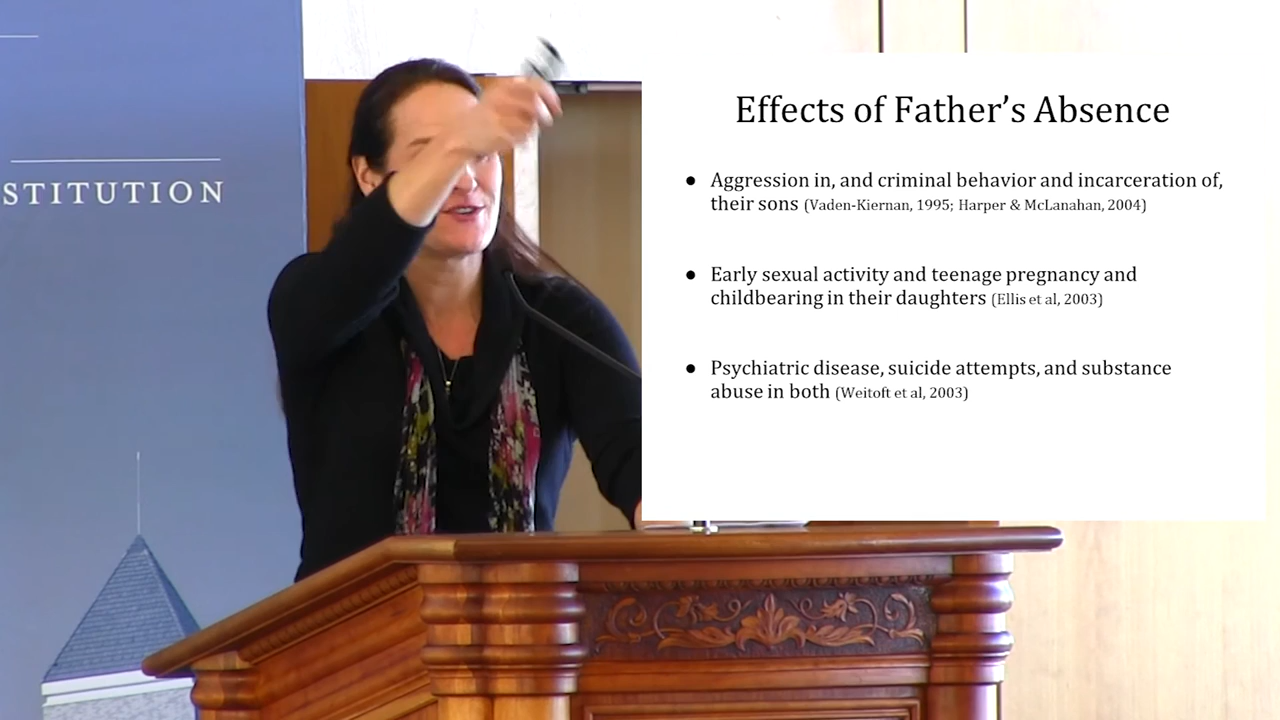 STITUTION
Effects of Father’s Absence
● Aggression in, and criminal behavior and incarceration of,
their sons (Vaden-Kiernan, 1995; Harper & McLanahan, 2004)
● Early sexual activity and teenage pregnancy and
childbearing in their daughters (Ellis et al, 2003)
● Psychiatric disease, suicide attempts, and substance
abuse in both (Weitoft et al, 2003)